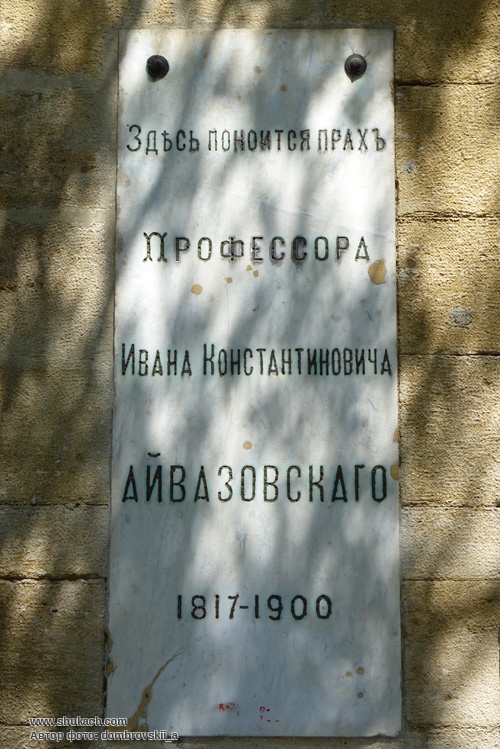 Здѣсь покоится прахъ
Профессора
Ивана Константиновича
АЙВАЗОВСКАГО
1817-1900
www.shukach.com
Автор фото: dombrovskii_a